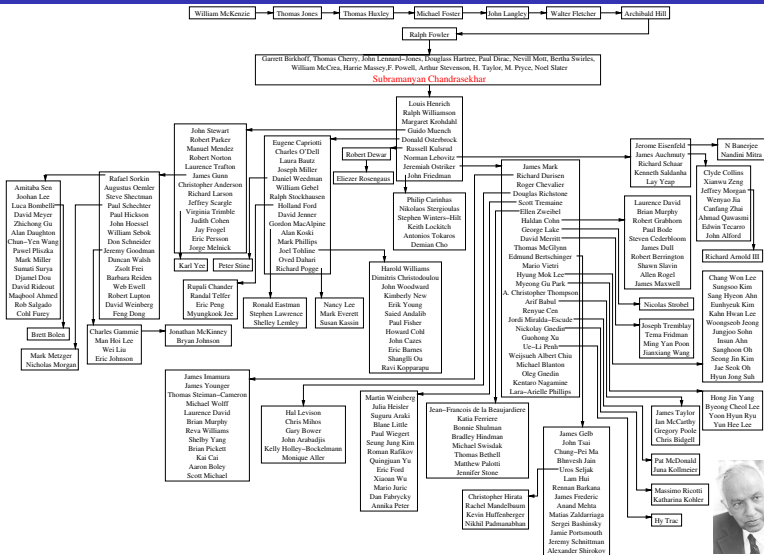 William McKenzie
Thomas Jones
Thomas Huxley
Michael Foster
John Langley
Walter Fletcher
Archibald Hill
Ralph Fowler
Garrett Birkhoff, Thomas Cherry, John Lennard-Jones, Douglass Hartree, Paul Dirac, Nevill Mott, Bertha Swirles,
William McCrea, Harrie Massey,F. Powell, Arthur Stevenson, H. Taylor, M. Pryce, Noel Slater
Subramanyan Chandrasekhar
Louis Henrich
Ralph Williamson
Margaret Krohdahl
Guido Muench
Donald Osterbrock
Russell Kulsrud
Norman Lebovitz
Jeremiah Ostriker
John Friedman
John Stewart
Robert Parker
Manuel Mendez
Robert Norton
Laurence Trafton
James Gunn
Christopher Anderson
Richard Larson
Jeffrey Scargle
Virginia Trimble
Judith Cohen
Jay Frogel
Eric Persson
Jorge Melnick
Eugene Capriotti
Charles O'Dell
Laura Bautz
Joseph Miller
Daniel Weedman
William Gebel
Ralph Stockhausen
Holland Ford
David Jenner
Gordon MacAlpine
Alan Koski
Mark Phillips
Joel Tohline
Oved Dahari
Richard Pogge
Robert Dewar
Eliezer Rosengaus
Philip Carinhas
Nikolaos Stergioulas
Stephen Winters-Hilt
Keith Lockitch
Antonios Tokaros
Demian Cho
James Mark
Richard Durisen
Roger Chevalier
Douglas Richstone
Scott Tremaine
Ellen Zweibel
Haldan Cohn
George Lake
David Merritt
Thomas McGlynn
Edmund Bertschinger
Mario Vietri
Hyung Mok Lee
Myeong Gu Park
A. Christopher Thompson
Arif Babul
Renyue Cen
Jordi Miralda-Escude
Nickolay Gnedin
Guohong Xu
Ue-Li Penh
Weijsueh Albert Chiu
Michael Blanton
Oleg Gnedin
Kentaro Nagamine
Lara-Arielle Phillips
Jerome Eisenfeld
James Auchmuty
Richard Schaar
Kenneth Saldanha
Lay Yeap
N Banerjee
Nandini Mitra
Clyde Collins
Xianwu Zeng
Jeffrey Morgan
Wenyao Jia
Canfang Zhai
Ahmad Qawasmi
Edwin Tecarro
John Alford
Richard Arnold III
Laurence David
Brian Murphy
Robert Grabhorn
Paul Bode
Steven Cederbloom
James Dull
Robert Berrington
Shawn Slavin
Allen Rogel
James Maxwell
Amitaba Sen
Joohan Lee
Luca Bombelli
David Meyer
Zhichong Gu
Alan Daughton
Chun-Yen Wang
Pawel Pliszka
Mark Miller
Sumati Surya
Djamel Dou
David Rideout
Maqbool Ahmed
Rob Salgado
Cohl Furey
Rafael Sorkin
Augustus Oemler
Steve Shectman
Paul Schechter
Paul Hickson
John Hoessel
William Sebok
Don Schneider
Jeremy Goodman
Barbara Reiden
Duncan Walsh
Zsolt Frei
Web Ewell
Robert Lupton
David Weinberg
Feng Dong
Karl Yee
Peter Stine
Rupali Chander
Randal Telfer
Eric Peng
Myungkook Jee
Harold Williams
Dimitris Christodoulou
John Woodward
Kimberly New
Erik Young
Saied Andalib
Paul Fisher
Howard Cohl
John Cazes
Eric Barnes
Shanglli Ou
Ravi Kopparapu
Ronald Eastman
Stephen Lawrence
Shelley Lemley
Nancy Lee
Mark Everett
Susan Kassin
Brett Bolen
Mark Metzger
Nicholas Morgan
Charles Gammie
Man Hoi Lee
Wei Liu
Eric Johnson
Jonathan McKinney
Bryan Johnson
Nicolas Strobel
Joseph Tremblay
Tema Fridman
Ming Yan Poon
Jianxiang Wang
Chang Won Lee
Sungsoo Kim
Sang Hyeon Ahn
Eunhyeuk Kim
Kahn Hwan Lee
Woongseob Jeong
Jungjoo Sohn
Insun Ahn
Sanghoon Oh
Seong Jin Kim
Jae Seok Oh
Hyun Jong Suh
Hong Jin Yang
Byeong Cheol Lee
Yoon Hyun Ryu
Yun Hee Lee
James Imamura
James Younger
Thomas Steiman-Cameron
Michael Wolff
Laurence David
Brian Murphy
Reva Williams
Shelby Yang
Brian Pickett
Kai Cai
Aaron Boley
Scott Michael
Hal Levison
Chris Mihos
Gary Bower
John Arabadjis
Kelly Holley-Bockelmann
Monique Aller
Martin Weinberg
Julia Heisler
Suguru Araki
Blane Little
Paul Wiegert
Seung Jung Kim
Roman Rafikov
Quingjuan Yu
Eric Ford
Xiaoan Wu
Mario Juric
Dan Fabrycky
Annika Peter
Jean-Francois de la Beaujardiere
Katia Ferriere
Bonnie Shulman
Bradley Hindman
Michael Swisdak
Thomas Bethell
Matthew Palotti
Jennifer Stone
James Gelb
John Tsai
Chung-Pei Ma
Bhuvesh Jain
Uros Seljak
Lam Hui
Rennan Barkana
James Frederic
Anand Mehta
Matias Zaldarriaga
Sergei Bashinsky
Jamie Portsmouth
Jeremy Schnittman
Alexander Shirokov
Christopher Hirata
Rachel Mandelbaum
Kevin Huffenberger
Nikhil Padmanabhan
James Taylor
Ian McCarthy
Gregory Poole
Chris Bidgell
Pat McDonald
Juna Kollmeier
Massimo Ricotti
Katharina Kohler
Hy Trac